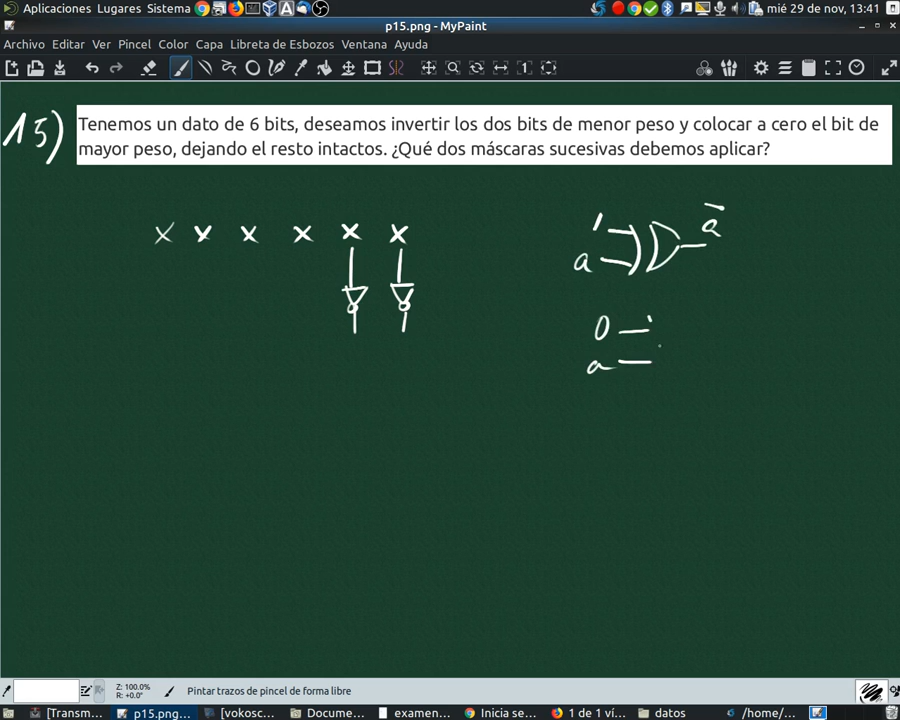 Aplicaciones Lugares Sistema mié 29 de nov, 13:41
p15.png - MyPaint
Archivo Editar Ver Pincel Color Capa Libreta de Esbozos Ventana Ayuda
15) Tenemos un dato de 6 bits, deseamos invertir los dos bits de menor peso y colocar a cero el bit de
mayor peso, dejando el resto intactos. ¿Qué dos máscaras sucesivas debemos aplicar?
x x x x x x
1 a̅
a
0
a
Z: 100.0%
R: +0.0°
Pintar trazos de pincel de forma libre
[Transm... p15.png... [vokosc... Docume... examen... Inicia se... 1 de 1 ví... datos /home/...